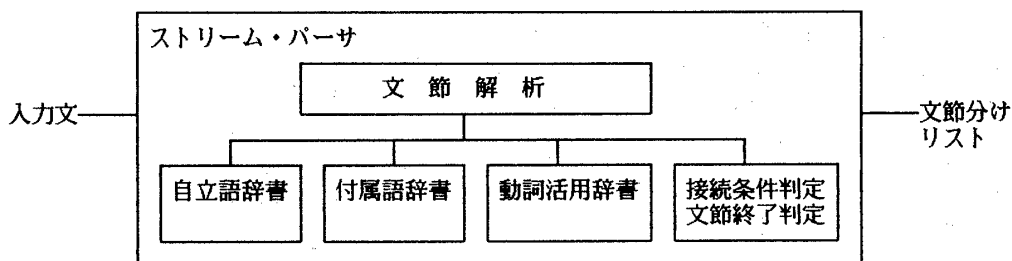 ストリーム・パーサ
文節解析
入力文
文節分け
リスト
自立語辞書
付属語辞書
動詞活用辞書
接続条件判定
文節終了判定